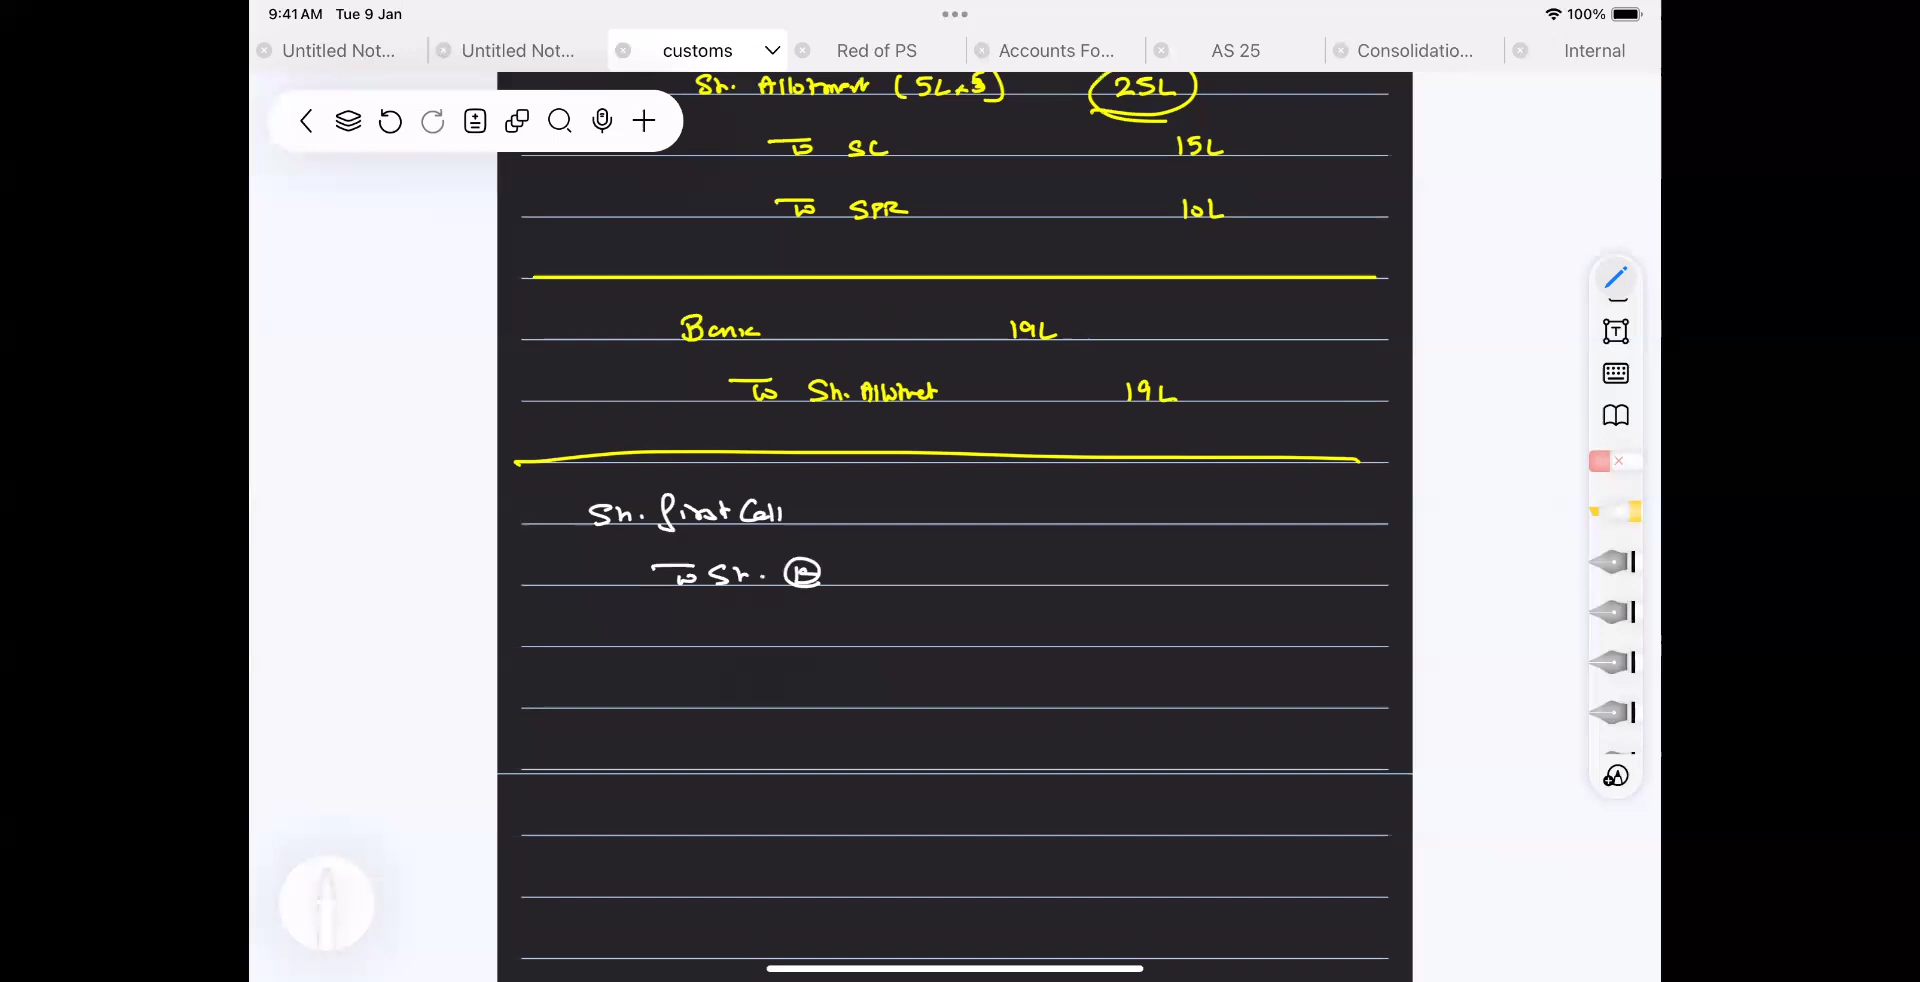 9:41 AM Tue 9 Jan 100%
Untitled Not... Untitled Not... customs Red of PS Accounts Fo... AS 25 Consolidatio... Internal
Sh. Allotment (5L×5) 25L
To SC 15L
To SPR 10L
Bank 19L
To Sh. Allotmet 19L
Sh. first Call
To Sh.